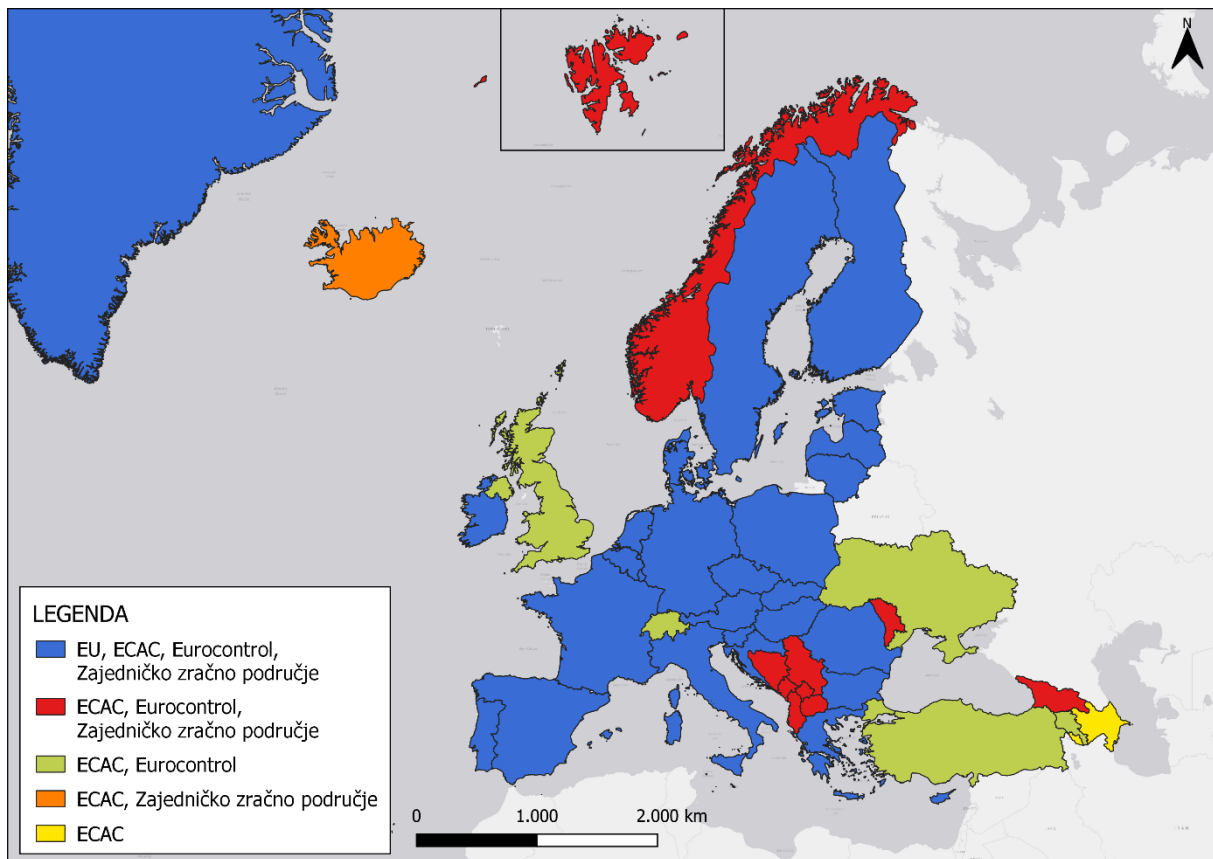 N
LEGENDA
EU, ECAC, Eurocontrol,
Zajedničko zračno područje
ECAC, Eurocontrol,
Zajedničko zračno područje
ECAC, Eurocontrol
ECAC, Zajedničko zračno područje
ECAC
0 1.000 2.000 km